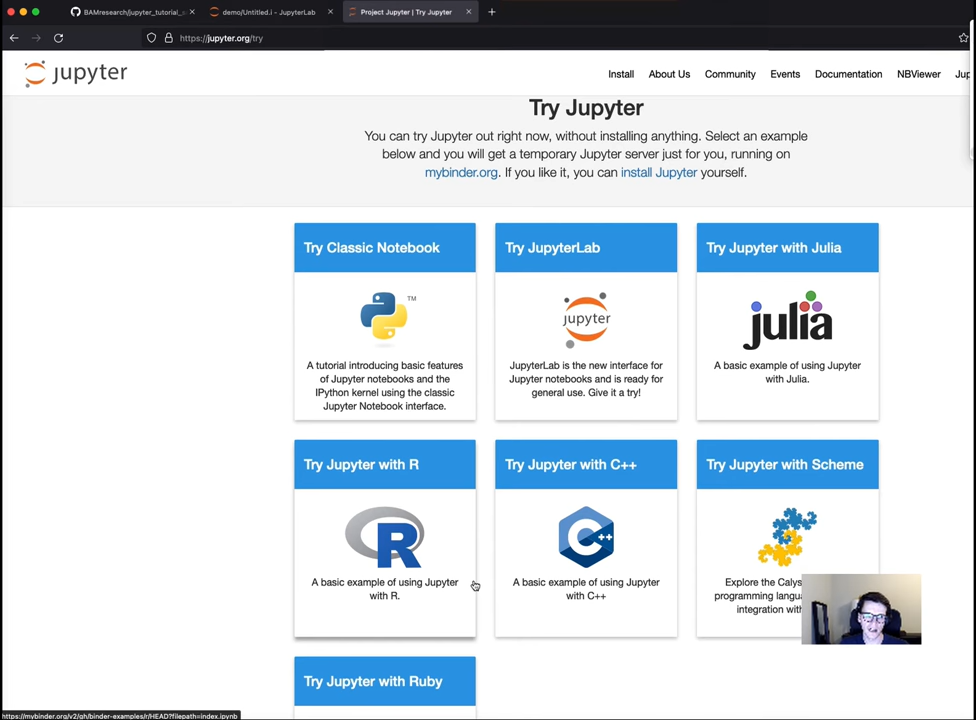 BAMresearch/jupyter_tutorial_
demo/Untitled.i - JupyterLab
Project Jupyter | Try Jupyter
https://jupyter.org/try
jupyter
Install
About Us
Community
Events
Documentation
NBViewer
Jup
Try Jupyter
You can try Jupyter out right now, without installing anything. Select an example
below and you will get a temporary Jupyter server just for you, running on
mybinder.org. If you like it, you can install Jupyter yourself.
Try Classic Notebook
TM
A tutorial introducing basic features
of Jupyter notebooks and the
IPython kernel using the classic
Jupyter Notebook interface.
Try JupyterLab
jupyter
JupyterLab is the new interface for
Jupyter notebooks and is ready for
general use. Give it a try!
Try Jupyter with Julia
julia
A basic example of using Jupyter
with Julia.
Try Jupyter with R
R
A basic example of using Jupyter
with R.
Try Jupyter with C++
C++
A basic example of using Jupyter
with C++
Try Jupyter with Scheme
Explore the Calys
programming langua
integration with
Try Jupyter with Ruby
https://mybinder.org/v2/gh/binder-examples/r/HEAD?filepath=index.ipynb